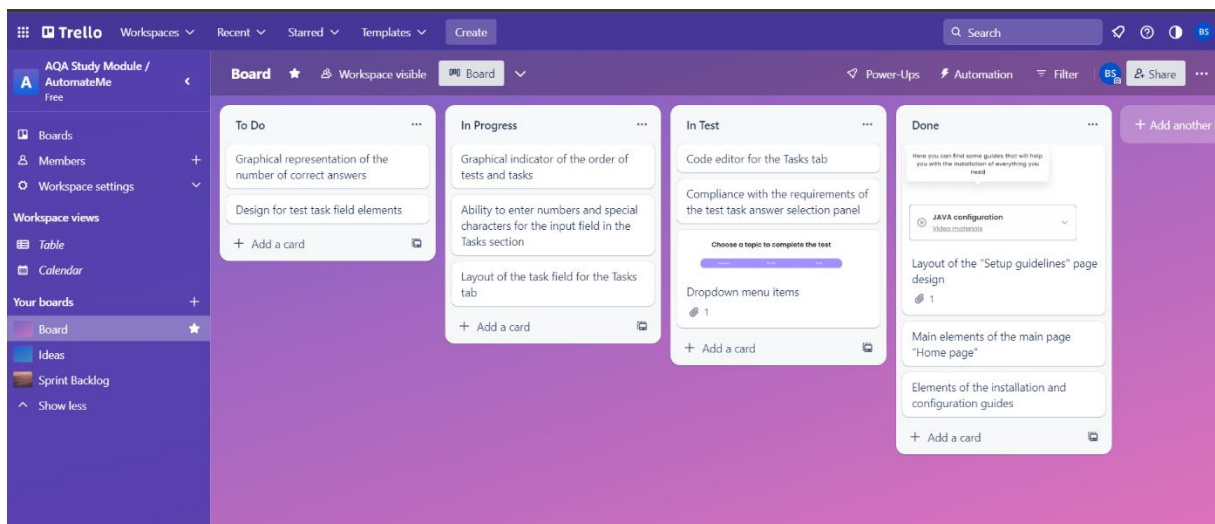 Trello
Workspaces
Recent
Starred
Templates
Create
Search
BS
A
AQA Study Module /
AutomateMe
Free
Boards
Members
Workspace settings
Workspace views
Table
Calendar
Your boards
Board
Ideas
Sprint Backlog
Show less
Board
Workspace visible
Board
Power-Ups
Automation
Filter
BS
Share
To Do
Graphical representation of the
number of correct answers
Design for test task field elements
+ Add a card
In Progress
Graphical indicator of the order of
tests and tasks
Ability to enter numbers and special
characters for the input field in the
Tasks section
Layout of the task field for the Tasks
tab
+ Add a card
In Test
Code editor for the Tasks tab
Compliance with the requirements of
the test task answer selection panel
Choose a topic to complete the test
Dropdown menu items
1
+ Add a card
Done
Here you can find some guides that will help
you with the installation of everything you
need
JAVA configuration
Video materials
Layout of the "Setup guidelines" page
design
1
Main elements of the main page
"Home page"
Elements of the installation and
configuration guides
+ Add a card
+ Add another